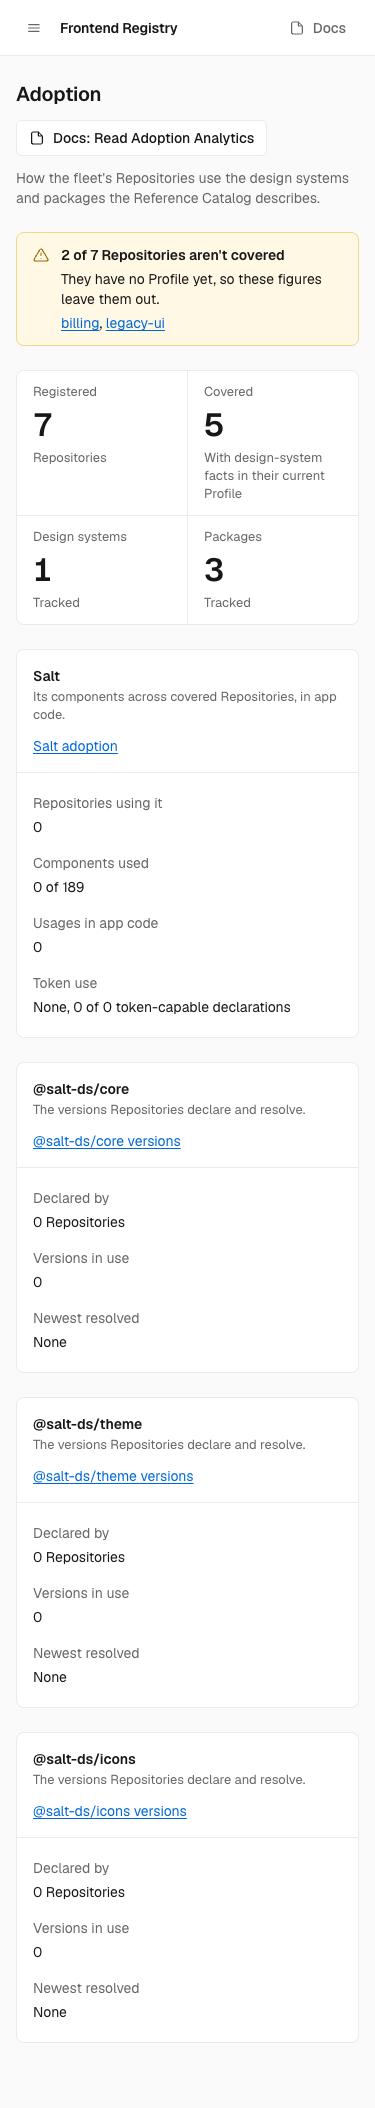 Frontend Registry
Docs
Adoption
Docs: Read Adoption Analytics
How the fleet's Repositories use the design systems
and packages the Reference Catalog describes.
2 of 7 Repositories aren't covered
They have no Profile yet, so these figures
leave them out.
billing, legacy-ui
Registered
7
Repositories
Covered
5
With design-system
facts in their current
Profile
Design systems
1
Tracked
Packages
3
Tracked
Salt
Its components across covered Repositories, in app
code.
Salt adoption
Repositories using it
0
Components used
0 of 189
Usages in app code
0
Token use
None, 0 of 0 token-capable declarations
@salt-ds/core
The versions Repositories declare and resolve.
@salt-ds/core versions
Declared by
0 Repositories
Versions in use
0
Newest resolved
None
@salt-ds/theme
The versions Repositories declare and resolve.
@salt-ds/theme versions
Declared by
0 Repositories
Versions in use
0
Newest resolved
None
@salt-ds/icons
The versions Repositories declare and resolve.
@salt-ds/icons versions
Declared by
0 Repositories
Versions in use
0
Newest resolved
None